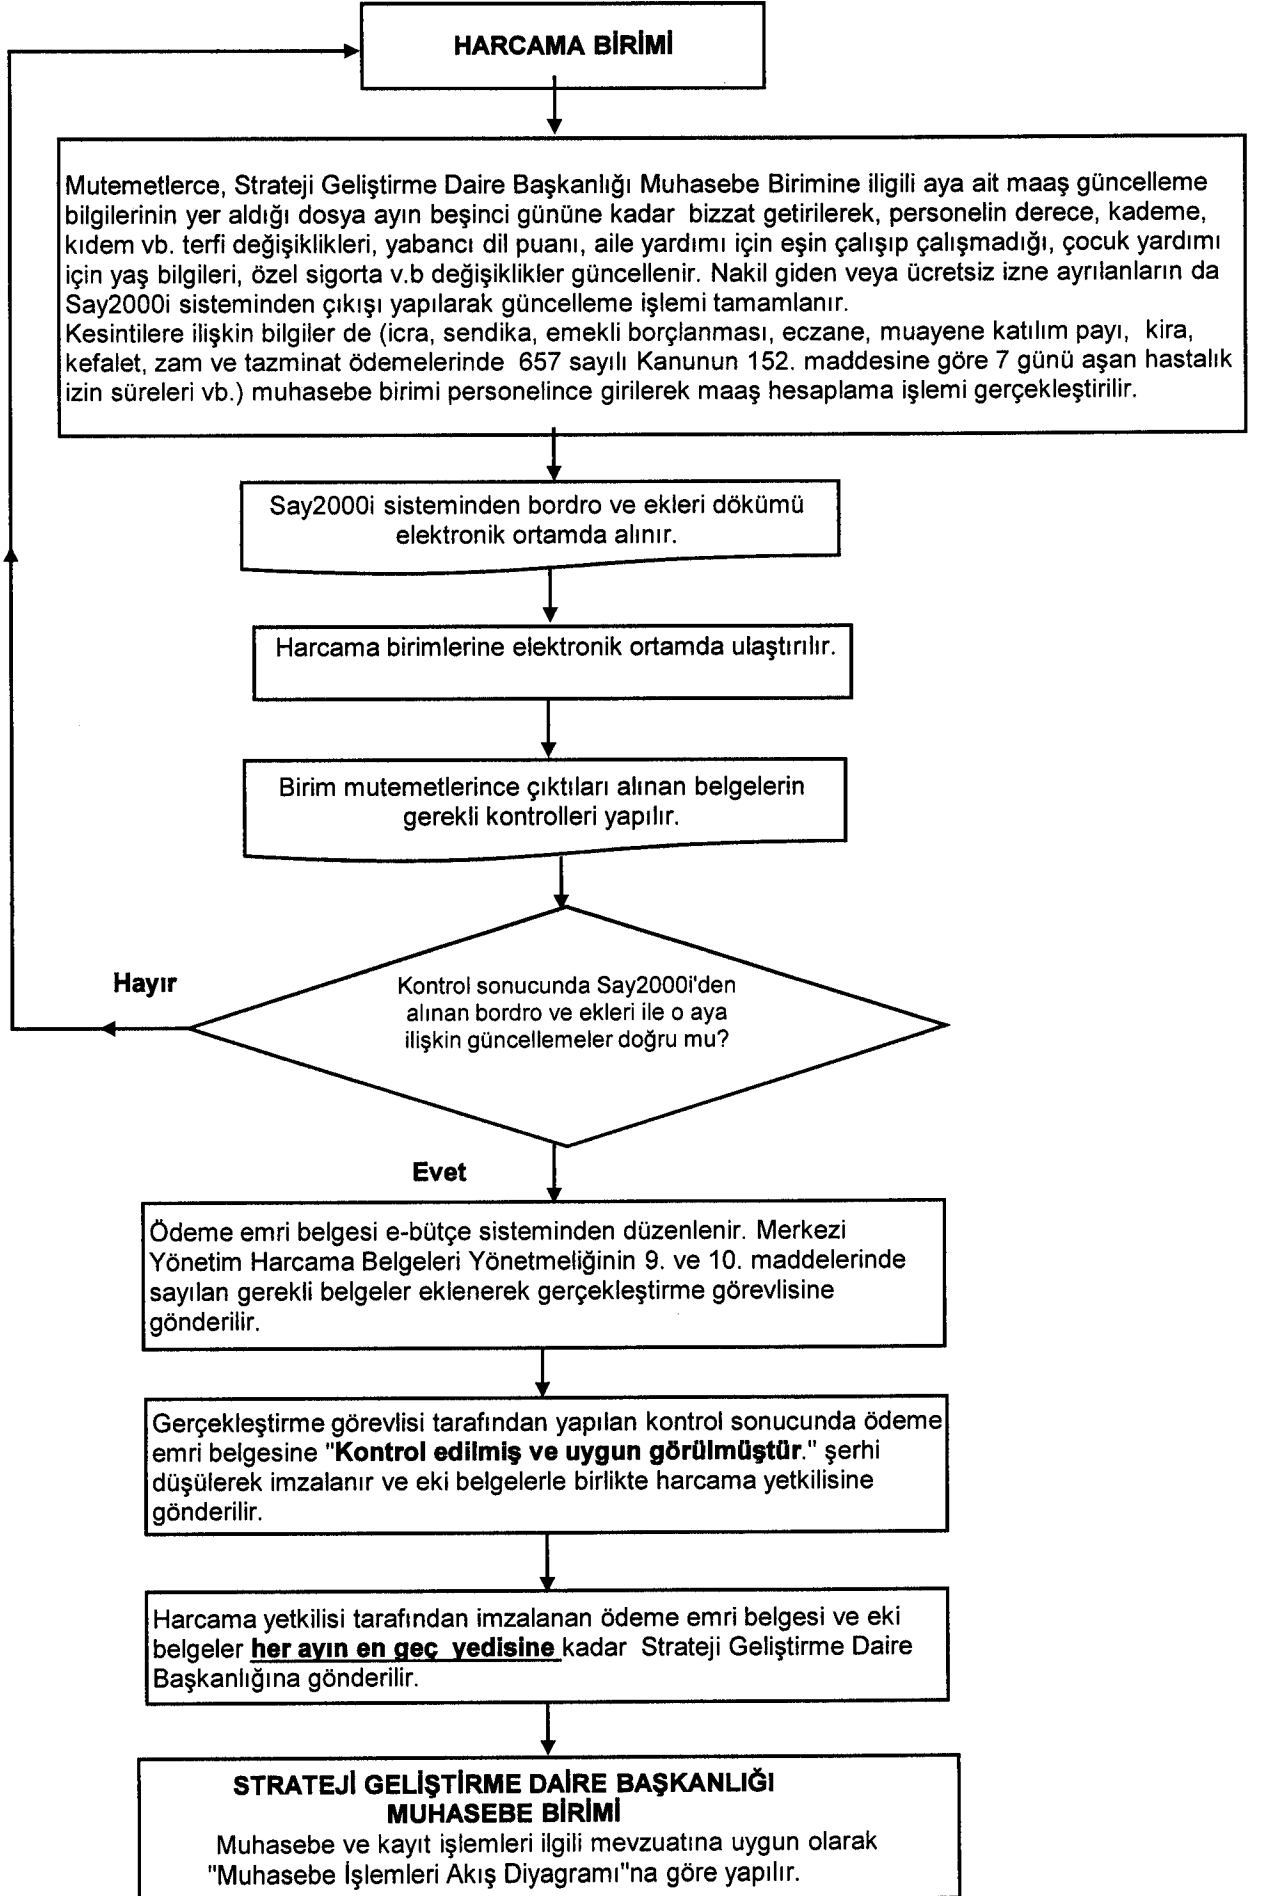 HARCAMA BİRİMİ
Mutemetlerce, Strateji Geliştirme Daire Başkanlığı Muhasebe Birimine iligili aya ait maaş güncelleme
bilgilerinin yer aldığı dosya ayın beşinci gününe kadar bizzat getirilerek, personelin derece, kademe,
kıdem vb. terfi değişiklikleri, yabancı dil puanı, aile yardımı için eşin çalışıp çalışmadığı, çocuk yardımı
için yaş bilgileri, özel sigorta v.b değişiklikler güncellenir. Nakil giden veya ücretsiz izne ayrılanların da
Say2000i sisteminden çıkışı yapılarak güncelleme işlemi tamamlanır.
Kesintilere ilişkin bilgiler de (icra, sendika, emekli borçlanması, eczane, muayene katılım payı, kira,
kefalet, zam ve tazminat ödemelerinde 657 sayılı Kanunun 152. maddesine göre 7 günü aşan hastalık
izin süreleri vb.) muhasebe birimi personelince girilerek maaş hesaplama işlemi gerçekleştirilir.
Say2000i sisteminden bordro ve ekleri dökümü
elektronik ortamda alınır.
Harcama birimlerine elektronik ortamda ulaştırılır.
Birim mutemetlerince çıktıları alınan belgelerin
gerekli kontrolleri yapılır.
Hayır
Kontrol sonucunda Say2000i'den
alınan bordro ve ekleri ile o aya
ilişkin güncellemeler doğru mu?
Evet
Ödeme emri belgesi e-bütçe sisteminden düzenlenir. Merkezi
Yönetim Harcama Belgeleri Yönetmeliğinin 9. ve 10. maddelerinde
sayılan gerekli belgeler eklenerek gerçekleştirme görevlisine
gönderilir.
Gerçekleştirme görevlisi tarafından yapılan kontrol sonucunda ödeme
emri belgesine "Kontrol edilmiş ve uygun görülmüştür." şerhi
düşülerek imzalanır ve eki belgelerle birlikte harcama yetkilisine
gönderilir.
Harcama yetkilisi tarafından imzalanan ödeme emri belgesi ve eki
belgeler her ayın en geç yedisine kadar Strateji Geliştirme Daire
Başkanlığına gönderilir.
STRATEJİ GELİŞTİRME DAİRE BAŞKANLIĞI
MUHASEBE BİRİMİ
Muhasebe ve kayıt işlemleri ilgili mevzuatına uygun olarak
"Muhasebe İşlemleri Akış Diyagramı"na göre yapılır.